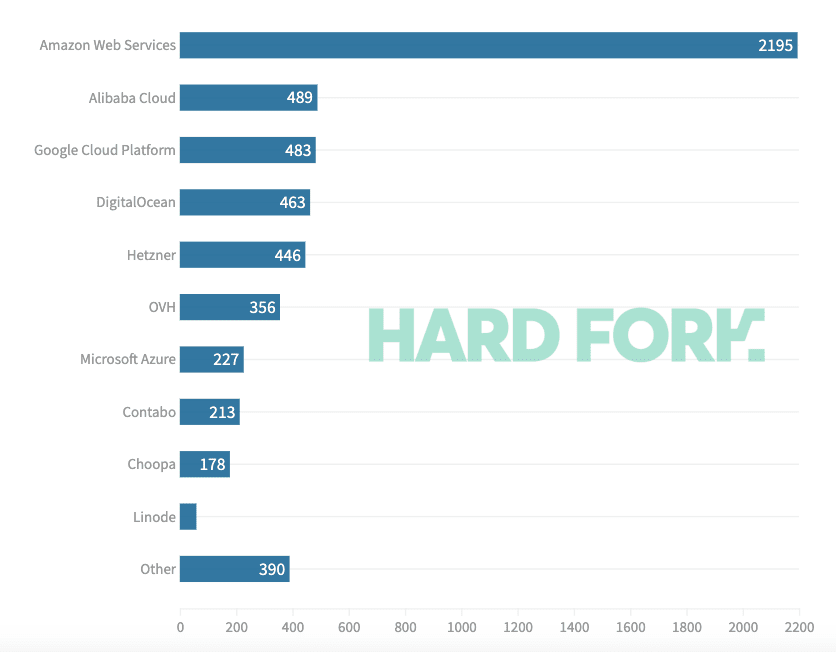 Amazon Web Services 2195
Alibaba Cloud 489
Google Cloud Platform 483
DigitalOcean 463
Hetzner 446
OVH 356
HARD FORK.
Microsoft Azure 227
Contabo 213
Choopa 178
Linode
Other 390
0 200 400 600 800 1000 1200 1400 1600 1800 2000 2200